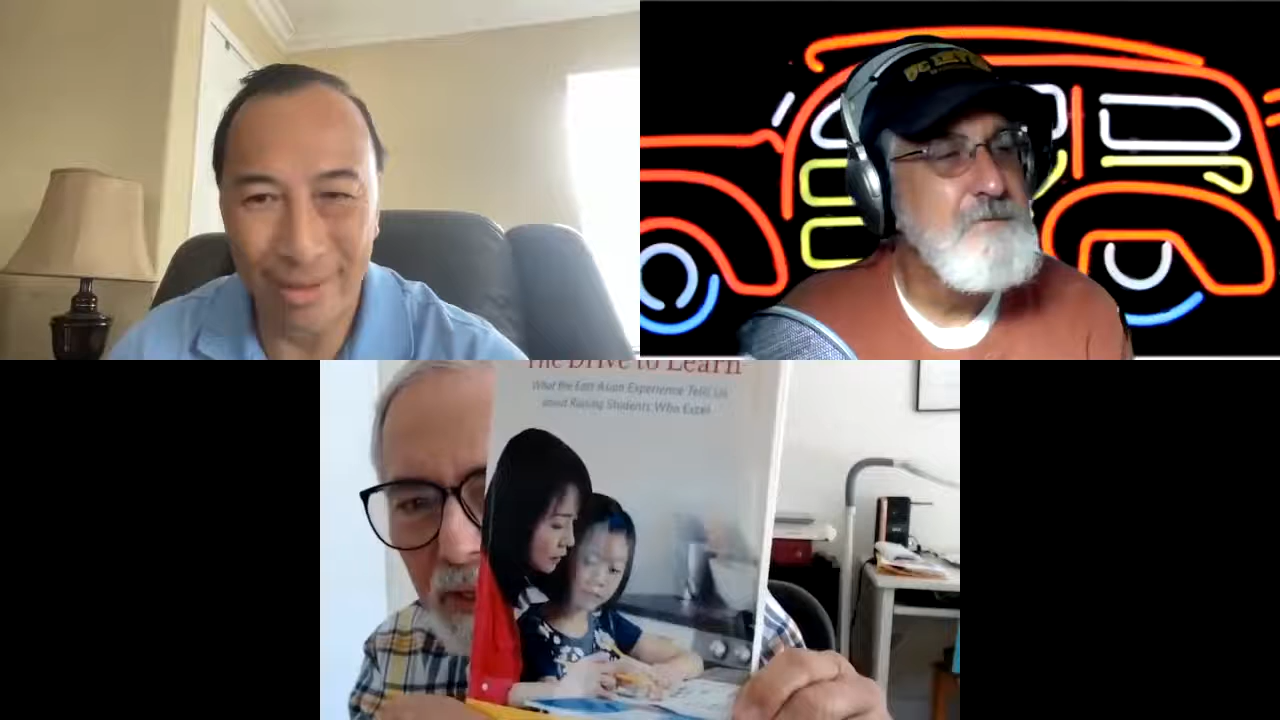 The Drive to Learn
What the East Asian Experience Tells Us
about Raising Students Who Excel